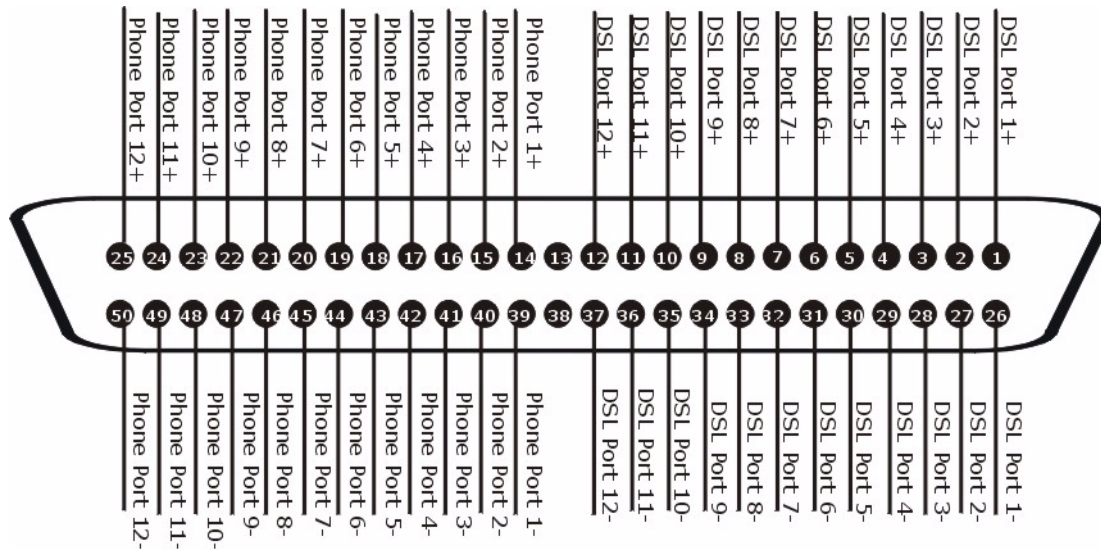 Phone Port 12+
Phone Port 11+
Phone Port 10+
Phone Port 9+
Phone Port 8+
Phone Port 7+
Phone Port 6+
Phone Port 5+
Phone Port 4+
Phone Port 3+
Phone Port 2+
Phone Port 1+
DSL Port 12+
DSL Port 11+
DSL Port 10+
DSL Port 9+
DSL Port 8+
DSL Port 7+
DSL Port 6+
DSL Port 5+
DSL Port 4+
DSL Port 3+
DSL Port 2+
DSL Port 1+
25 24 23 22 21 20 19 18 17 16 15 14 13 12 11 10 9 8 7 6 5 4 3 2 1
50 49 48 47 46 45 44 43 42 41 40 39 38 37 36 35 34 33 32 31 30 29 28 27 26
Phone Port 12-
Phone Port 11-
Phone Port 10-
Phone Port 9-
Phone Port 8-
Phone Port 7-
Phone Port 6-
Phone Port 5-
Phone Port 4-
Phone Port 3-
Phone Port 2-
Phone Port 1-
DSL Port 12-
DSL Port 11-
DSL Port 10-
DSL Port 9-
DSL Port 8-
DSL Port 7-
DSL Port 6-
DSL Port 5-
DSL Port 4-
DSL Port 3-
DSL Port 2-
DSL Port 1-